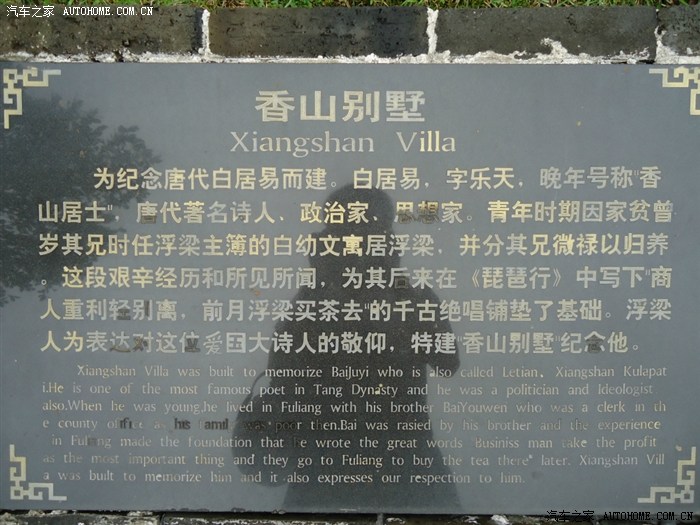 汽车之家 AUTOHOME.COM.CN
香山别墅
Xiangshan Villa
为纪念唐代白居易而建。白居易，字乐天，晚年号称"香
山居士"，唐代著名诗人、政治家、思想家。青年时期因家贫曾
岁其兄时任浮梁主簿的白幼文寓居浮梁，并分其兄微禄以归养
。这段艰辛经历和所见所闻，为其后来在《琵琶行》中写下"商
人重利轻别离，前月浮梁买茶去"的千古绝唱铺垫了基础。浮梁
人为表达对这位爱国大诗人的敬仰，特建"香山别墅"纪念他。
Xiangshan Villa was built to memorize BaiJuyi who is also called Letian, Xiangshan Kulapat
i.He is one of the most famous poet in Tang Dynasty and he was a politician and Ideologist
also.When he was young,he lived in Fuliang with his brother BaiYouwen who was a clerk in th
e county as his famil was poor then.Bai was rasied by his brother and the experience
in Fuliang made the foundation that he wrote the great words "Businiss man take the profit
as the most important thing and they go to Fuliang to buy the tea there" later. Xiangshan Vill
a was built to memorize him and it also expresses our respection to him.
汽车之家 AUTOHOME.COM.CN